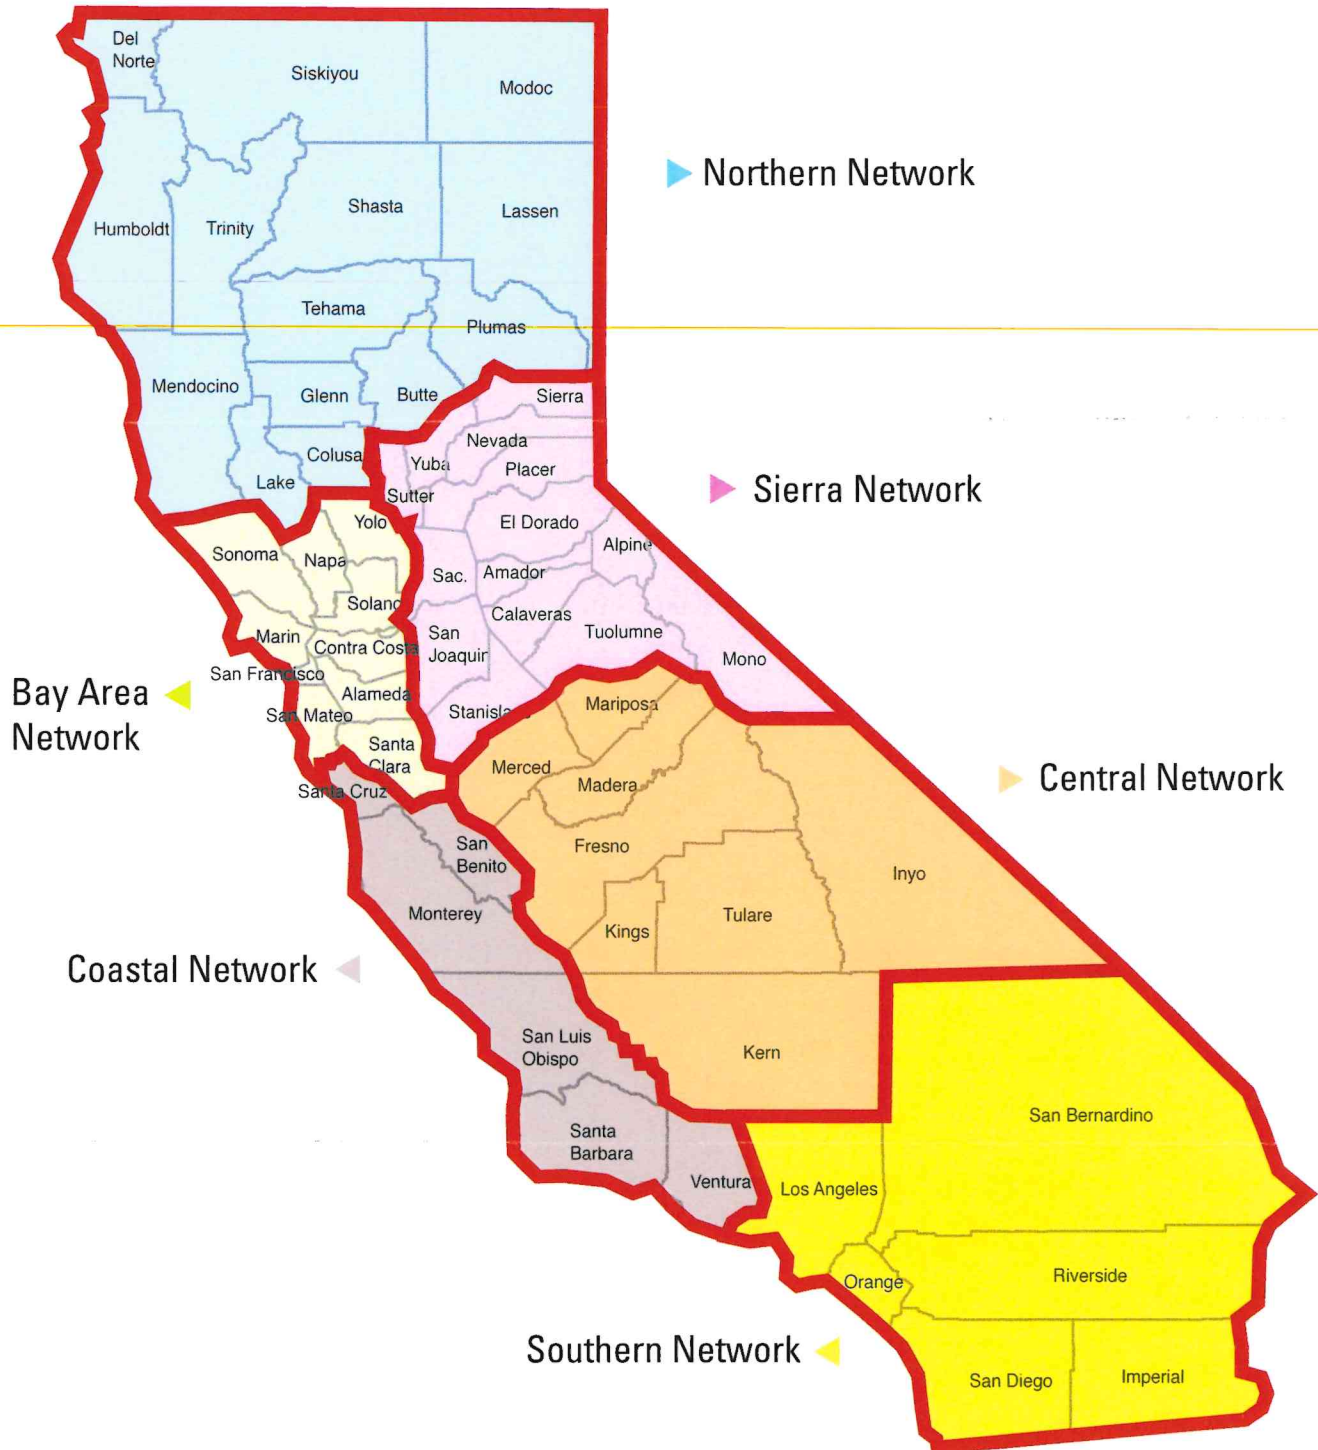 Del
Norte
Siskiyou
Modoc
Northern Network
Humboldt
Trinity
Shasta
Lassen
Tehama
Plumas
Mendocino
Glenn
Butte
Sierra
Nevada
Colusa
Yuba
Placer
Lake
Sutter
Sierra Network
Yolo
El Dorado
Alpine
Sonoma
Napa
Sac.
Amador
Solano
Calaveras
Marin
Contra Costa
San
Joaquin
Tuolumne
Mono
San Francisco
Alameda
Bay Area
Network
San Mateo
Stanisla s
Mariposa
Santa
Clara
Merced
Madera
Central Network
Santa Cruz
San
Benito
Fresno
Inyo
Monterey
Kings
Tulare
Coastal Network
San Luis
Obispo
Kern
San Bernardino
Santa
Barbara
Ventura
Los Angeles
Orange
Riverside
Southern Network
San Diego
Imperial